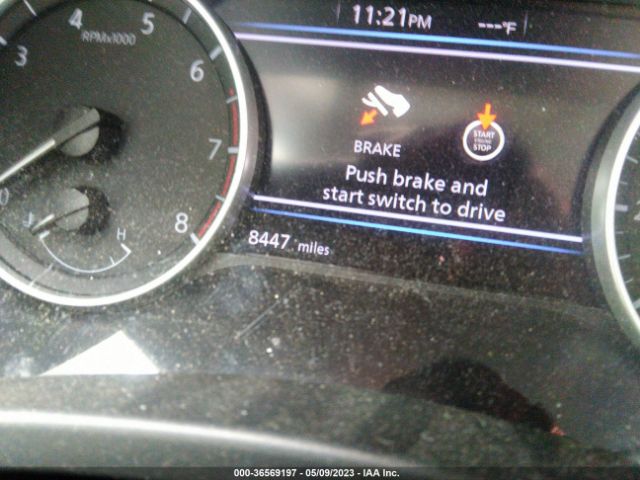 11:21PM ---°F
3 4 5 6 7 8
RPMx1000
0
START
STOP
BRAKE
Push brake and
start switch to drive
H
8447 miles
000-36569197 - 05/09/2023 - IAA Inc.